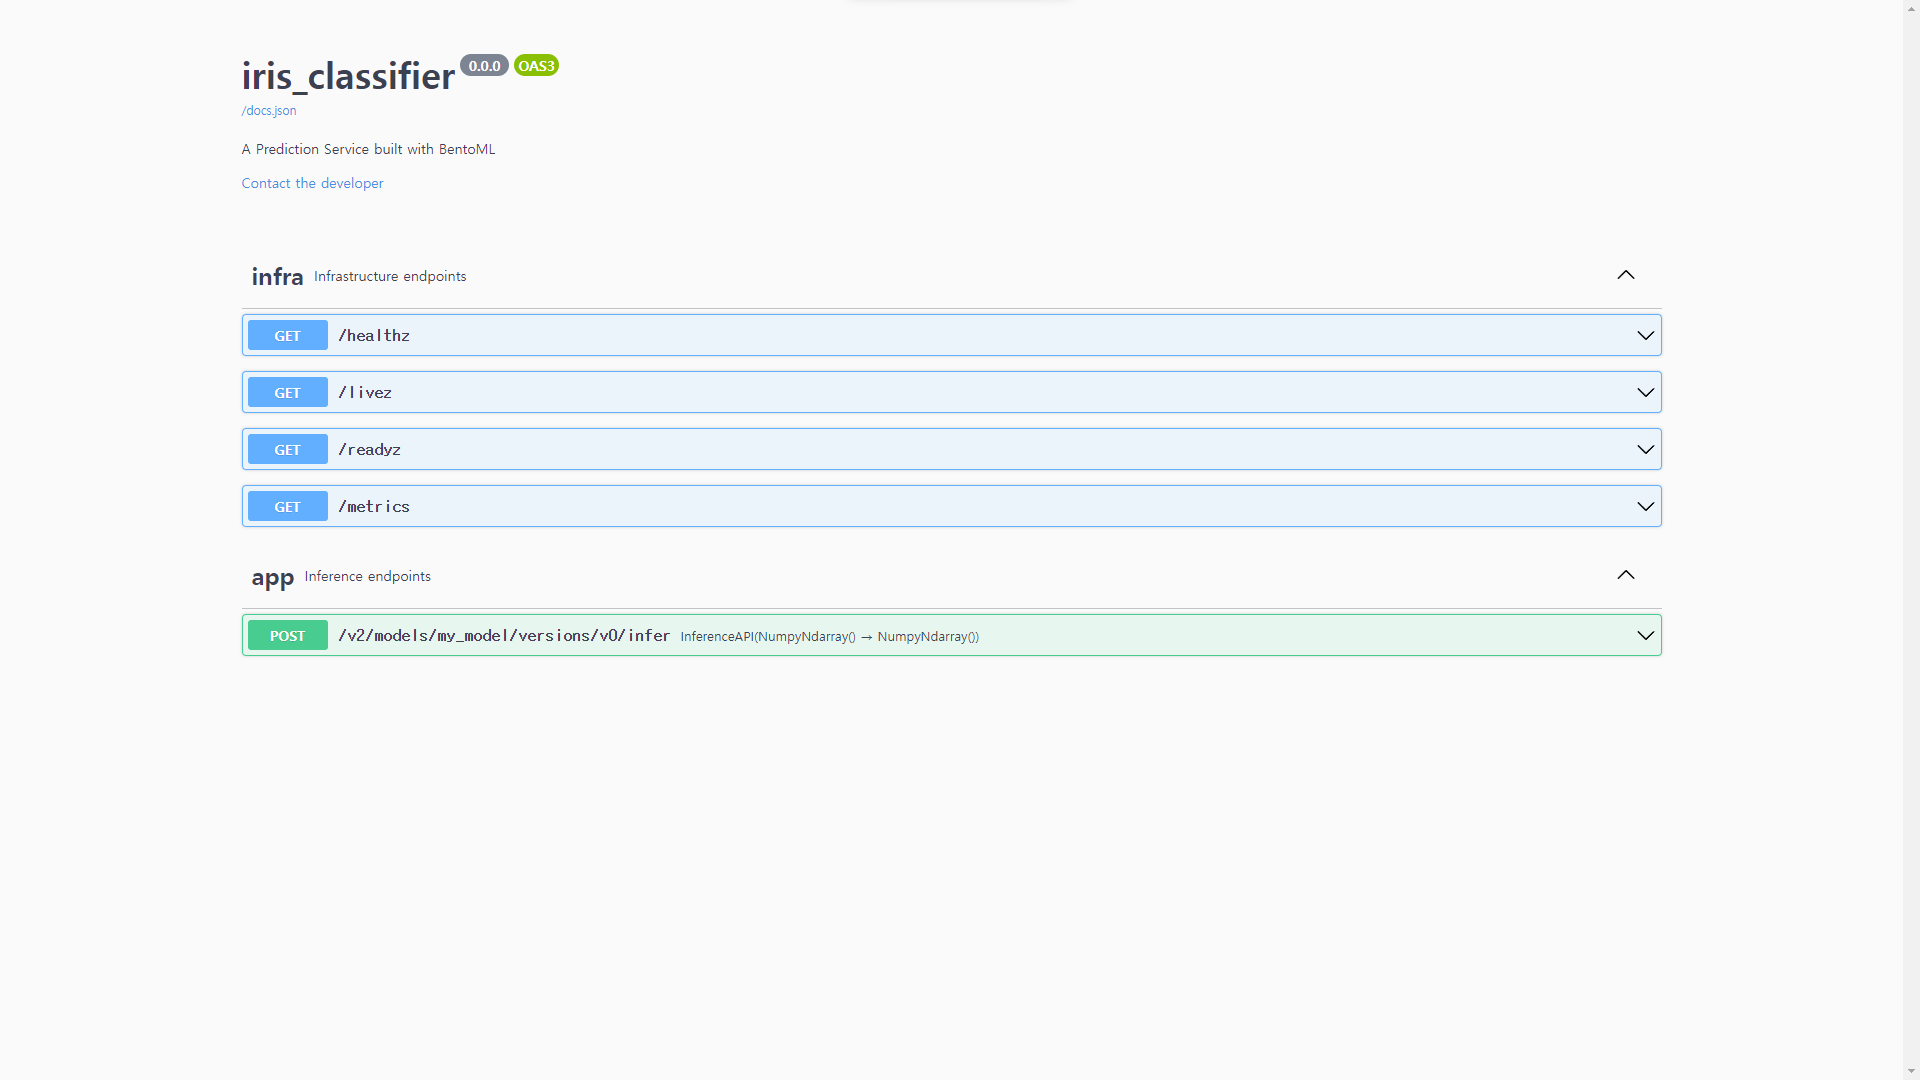 iris_classifier 0.0.0 OAS3
/docs.json
A Prediction Service built with BentoML
Contact the developer
infra Infrastructure endpoints
GET /healthz
GET /livez
GET /readyz
GET /metrics
app Inference endpoints
POST /v2/models/my_model/versions/v0/infer InferenceAPI(NumpyNdarray() → NumpyNdarray())